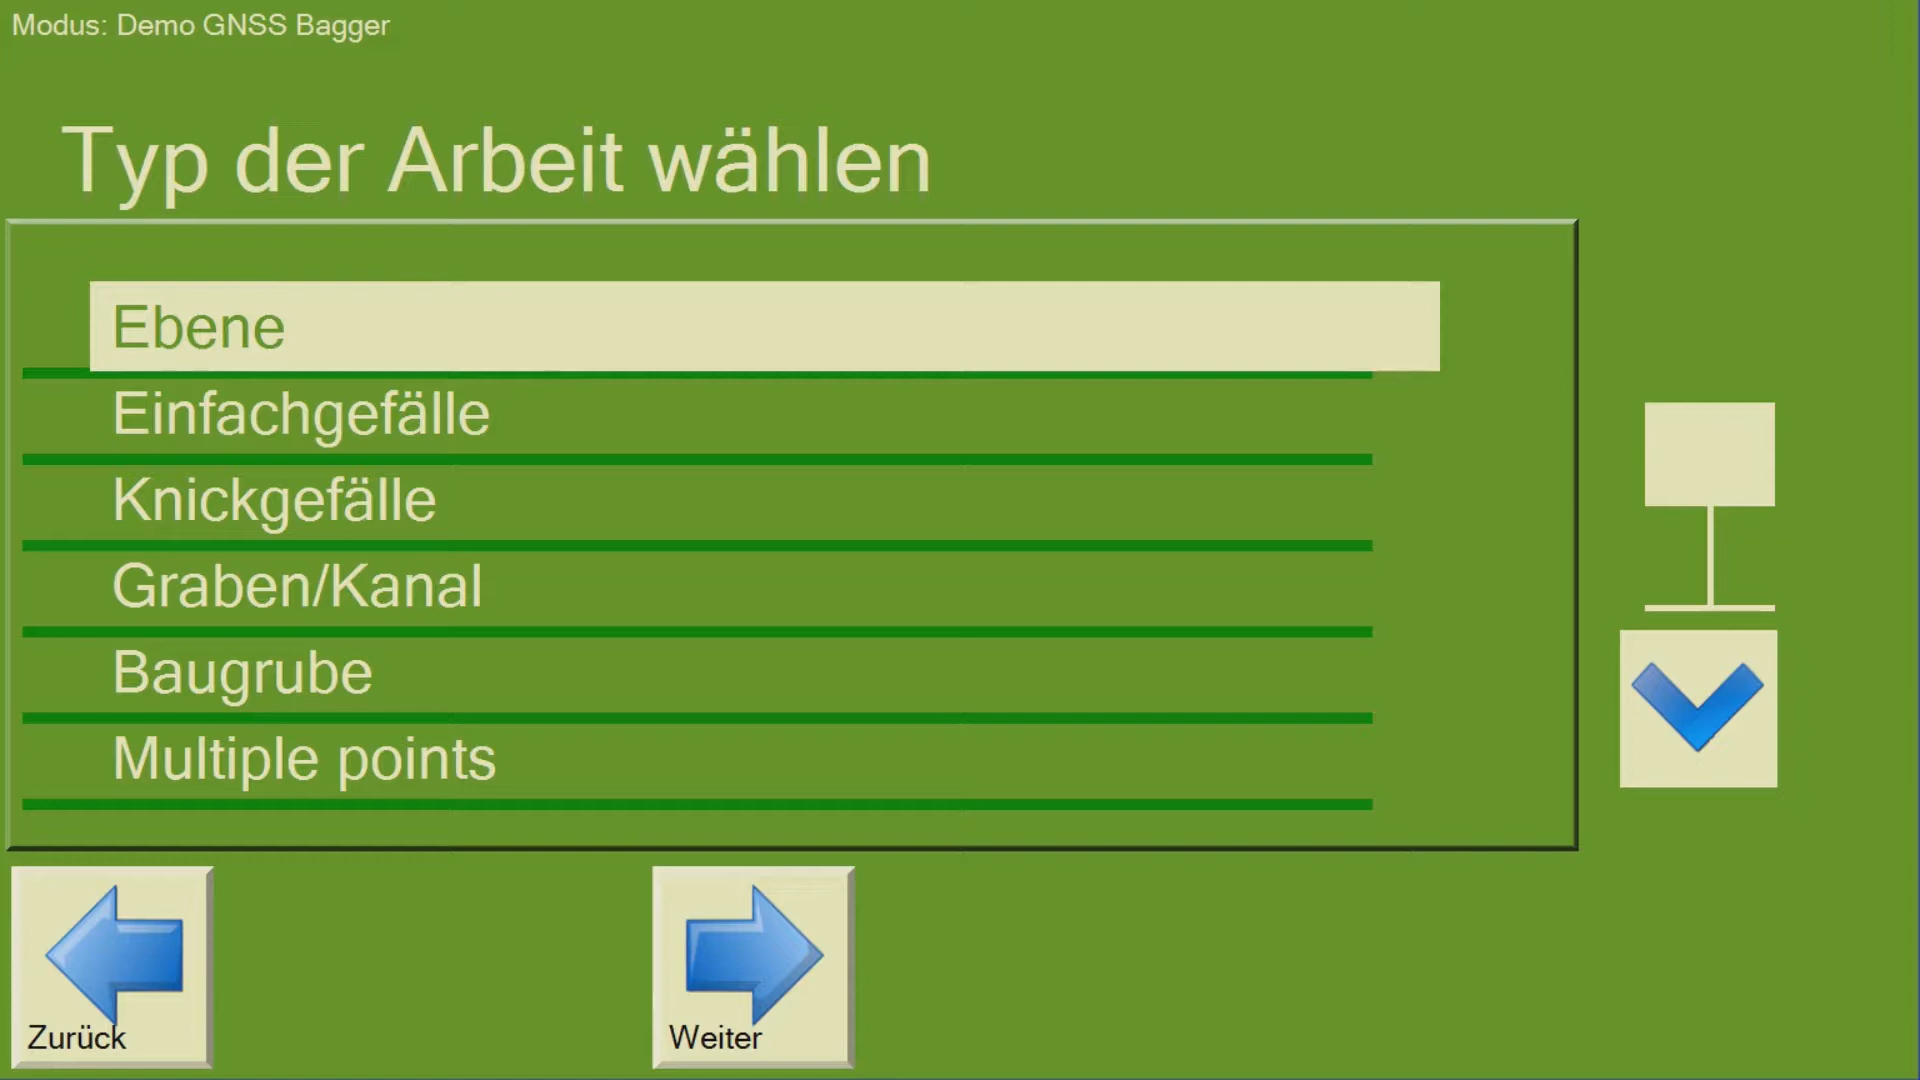 Modus: Demo GNSS Bagger
Typ der Arbeit wählen
Ebene
Einfachgefälle
Knickgefälle
Graben/Kanal
Baugrube
Multiple points
Zurück
Weiter